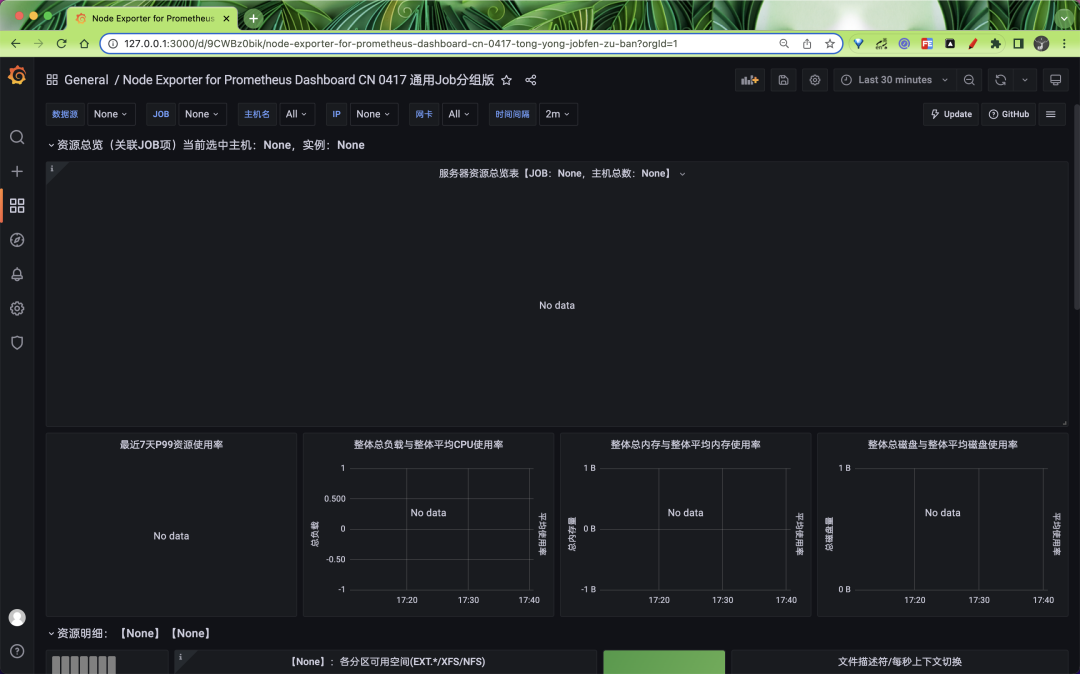 Node Exporter for Prometheus
127.0.0.1:3000/d/9CWBz0bik/node-exporter-for-prometheus-dashboard-cn-0417-tong-yong-jobfen-zu-ban?orgId=1
General / Node Exporter for Prometheus Dashboard CN 0417 通用Job分组版
Last 30 minutes
数据源 None JOB None 主机名 All IP None 网卡 All 时间间隔 2m Update GitHub
资源总览（关联JOB项）当前选中主机：None，实例：None
服务器资源总览表【JOB：None，主机总数：None】
No data
最近7天P99资源使用率
No data
整体总负载与整体平均CPU使用率
1
0.500
0
-0.50
-1
No data
总负载
平均使用率
17:20 17:30 17:40
整体总内存与整体平均内存使用率
1 B
0 B
-1 B
No data
总内存量
平均使用率
17:20 17:30 17:40
整体总磁盘与整体平均磁盘使用率
1 B
0 B
No data
总磁盘量
平均使用率
17:20 17:30 17:40
资源明细：【None】【None】
【None】：各分区可用空间(EXT.*/XFS/NFS)
文件描述符/每秒上下文切换